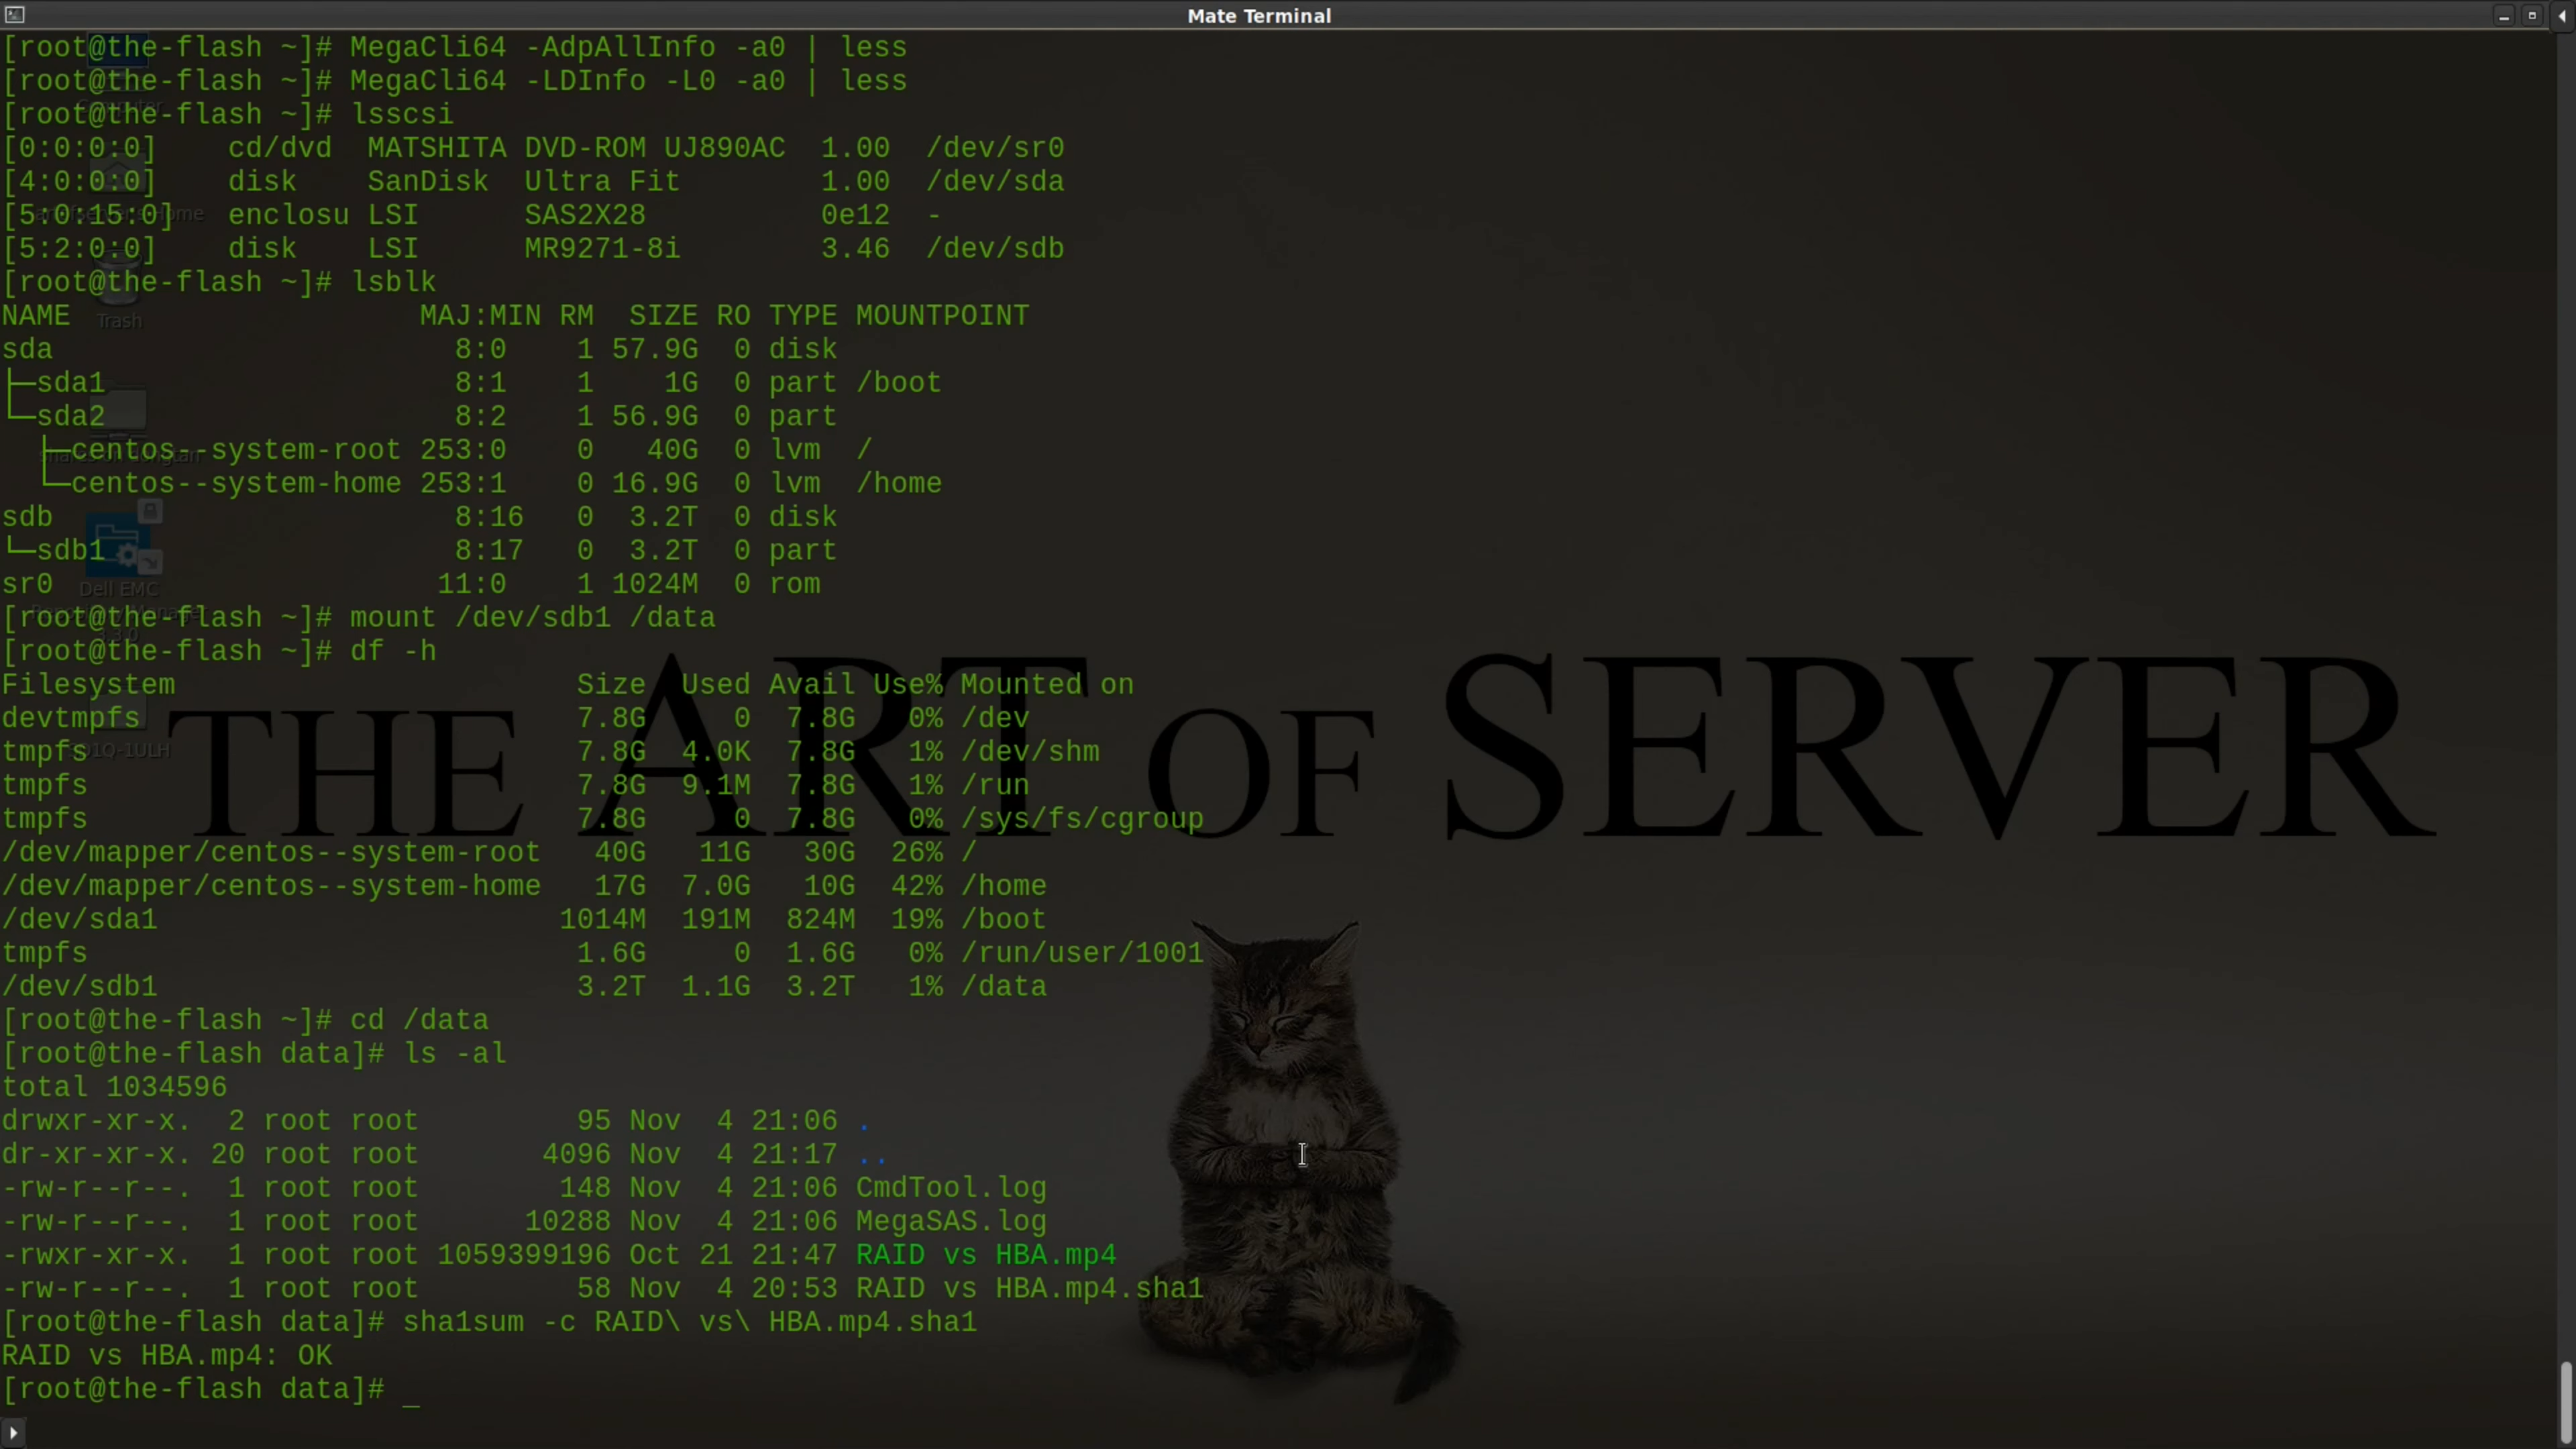 Mate Terminal
[root@the-flash ~]# MegaCli64 -AdpAllInfo -a0 | less
[root@the-flash ~]# MegaCli64 -LDInfo -L0 -a0 | less
[root@the-flash ~]# lsscsi
[0:0:0:0]    cd/dvd  MATSHITA DVD-ROM UJ890AC  1.00  /dev/sr0
[4:0:0:0]    disk    SanDisk  Ultra Fit        1.00  /dev/sda
[5:0:15:0]   enclosu LSI      SAS2X28          0e12  -
[5:2:0:0]    disk    LSI      MR9271-8i        3.46  /dev/sdb
[root@the-flash ~]# lsblk
NAME                    MAJ:MIN RM  SIZE RO TYPE MOUNTPOINT
sda                       8:0    1 57.9G  0 disk
├─sda1                    8:1    1    1G  0 part /boot
└─sda2                    8:2    1 56.9G  0 part
  ├─centos--system-root 253:0    0   40G  0 lvm  /
  └─centos--system-home 253:1    0 16.9G  0 lvm  /home
sdb                       8:16   0  3.2T  0 disk
└─sdb1                    8:17   0  3.2T  0 part
sr0                      11:0    1 1024M  0 rom
[root@the-flash ~]# mount /dev/sdb1 /data
[root@the-flash ~]# df -h
Filesystem                       Size  Used Avail Use% Mounted on
devtmpfs                         7.8G     0  7.8G   0% /dev
tmpfs                            7.8G  4.0K  7.8G   1% /dev/shm
tmpfs                            7.8G  9.1M  7.8G   1% /run
tmpfs                            7.8G     0  7.8G   0% /sys/fs/cgroup
/dev/mapper/centos--system-root   40G   11G   30G  26% /
/dev/mapper/centos--system-home   17G  7.0G   10G  42% /home
/dev/sda1                       1014M  191M  824M  19% /boot
tmpfs                            1.6G     0  1.6G   0% /run/user/1001
/dev/sdb1                        3.2T  1.1G  3.2T   1% /data
[root@the-flash ~]# cd /data
[root@the-flash data]# ls -al
total 1034596
drwxr-xr-x.  2 root root         95 Nov  4 21:06 .
dr-xr-xr-x. 20 root root       4096 Nov  4 21:17 ..
-rw-r--r--.  1 root root        148 Nov  4 21:06 CmdTool.log
-rw-r--r--.  1 root root      10288 Nov  4 21:06 MegaSAS.log
-rwxr-xr-x.  1 root root 1059399196 Oct 21 21:47 RAID vs HBA.mp4
-rw-r--r--.  1 root root         58 Nov  4 20:53 RAID vs HBA.mp4.sha1
[root@the-flash data]# sha1sum -c RAID\ vs\ HBA.mp4.sha1
RAID vs HBA.mp4: OK
[root@the-flash data]# _
Trash
Dell EMC
THE ART OF SERVER